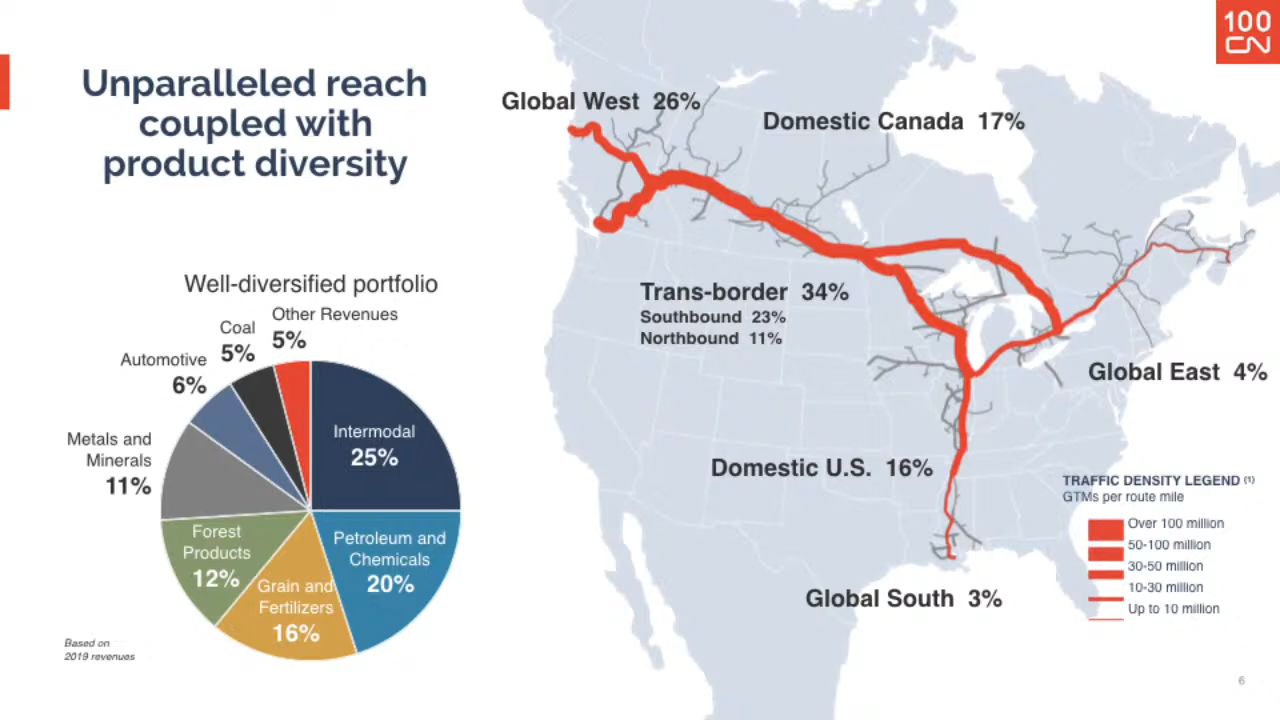 100
CN
Unparalleled reach
coupled with
product diversity
Well-diversified portfolio
Other Revenues
5%
Coal
5%
Automotive
6%
Metals and
Minerals
11%
Forest
Products
12%
Grain and
Fertilizers
16%
Petroleum and
Chemicals
20%
Intermodal
25%
Based on
2019 revenues
Global West 26%
Domestic Canada 17%
Trans-border 34%
Southbound 23%
Northbound 11%
Global East 4%
Domestic U.S. 16%
Global South 3%
TRAFFIC DENSITY LEGEND (1)
GTMs per route mile
Over 100 million
50-100 million
30-50 million
10-30 million
Up to 10 million
6